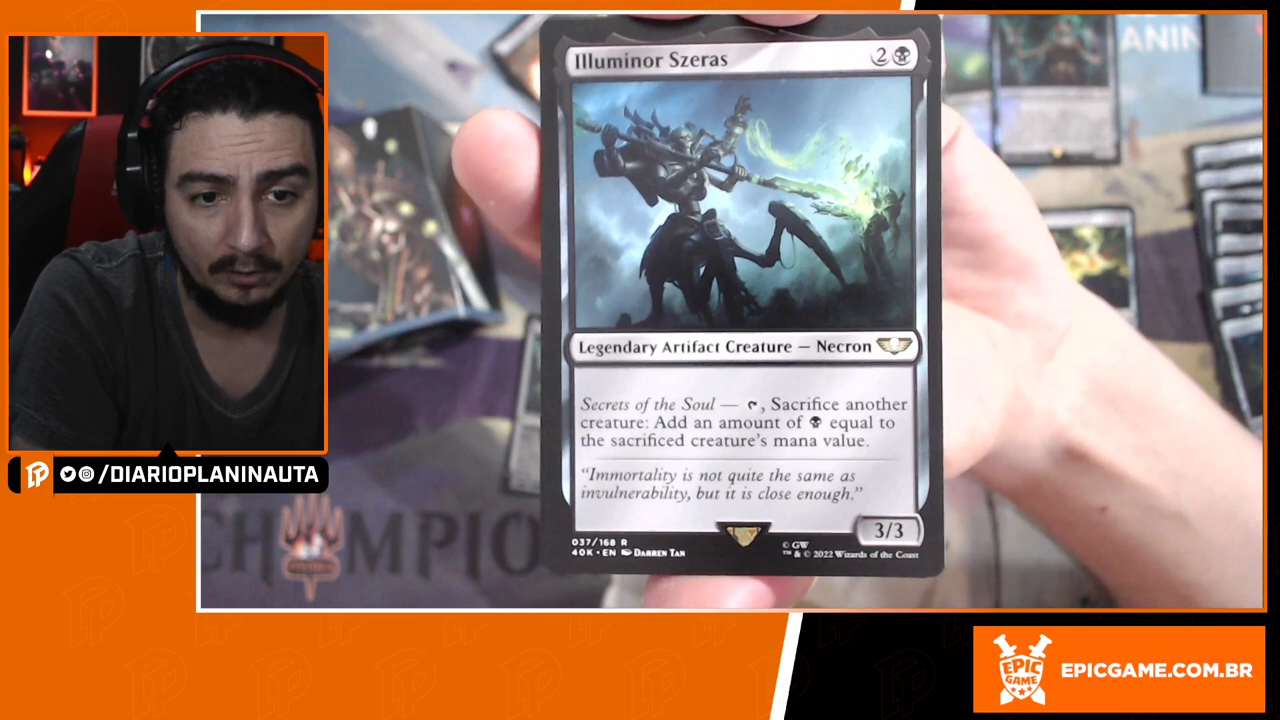 Illuminor Szeras 2
Legendary Artifact Creature — Necron
Secrets of the Soul — , Sacrifice another
creature: Add an amount of equal to
the sacrificed creature's mana value.
"Immortality is not quite the same as
invulnerability, but it is close enough."
3/3
037/168 R
40K • EN Darren Tan
© GW
™ & © 2022 Wizards of the Coast
CHAMPIO
ANIN
/DIARIOPLANINAUTA
EPIC
GAME
EPICGAME.COM.BR